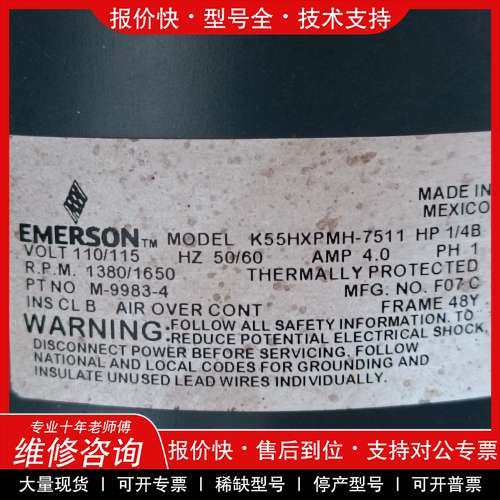 报价快·型号全·技术支持
MADE IN
MEXICO
EMERSON™ MODEL K55HXPMH-7511 HP 1/4B
VOLT 110/115 HZ 50/60 AMP 4.0 PH 1
R.P.M. 1380/1650 THERMALLY PROTECTED
PT NO M-9983-4 MFG. NO. F07 C
INS CL B AIR OVER CONT FRAME 48Y
WARNING: FOLLOW ALL SAFETY INFORMATION. TO
REDUCE POTENTIAL ELECTRICAL SHOCK,
DISCONNECT POWER BEFORE SERVICING. FOLLOW
NATIONAL AND LOCAL CODES FOR GROUNDING AND
INSULATE UNUSED LEAD WIRES INDIVIDUALLY.
专业十年老师傅
维修咨询
报价快·售后到位·支持对公专票
大量现货 | 可开专票 | 稀缺型号 | 停产型号 | 可开普票